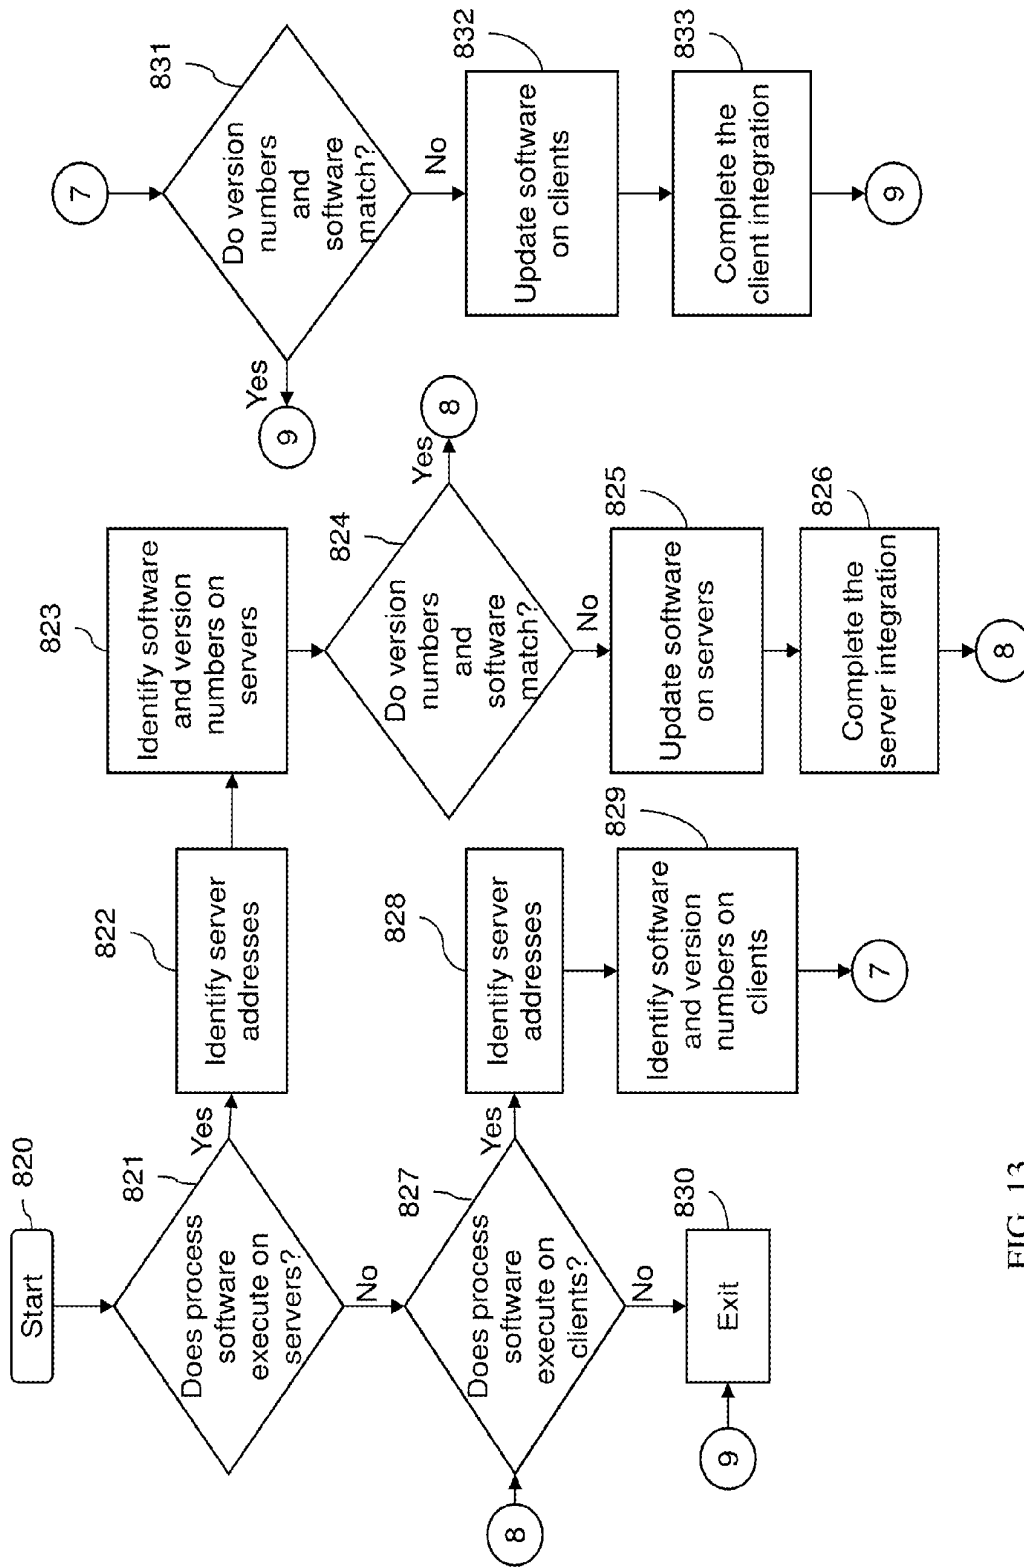 820
Start
821
Does process
software
execute on
servers?
Yes
No
822
Identify server
addresses
823
Identify software
and version
numbers on
servers
824
Do version
numbers
and
software
match?
Yes
8
No
825
Update software
on servers
826
Complete the
server integration
8
8
827
Does process
software
execute on
clients?
Yes
No
828
Identify server
addresses
829
Identify software
and version
numbers on
clients
7
830
Exit
9
7
831
Do version
numbers
and
software
match?
Yes
9
No
832
Update software
on clients
833
Complete the
client integration
9
FIG. 13